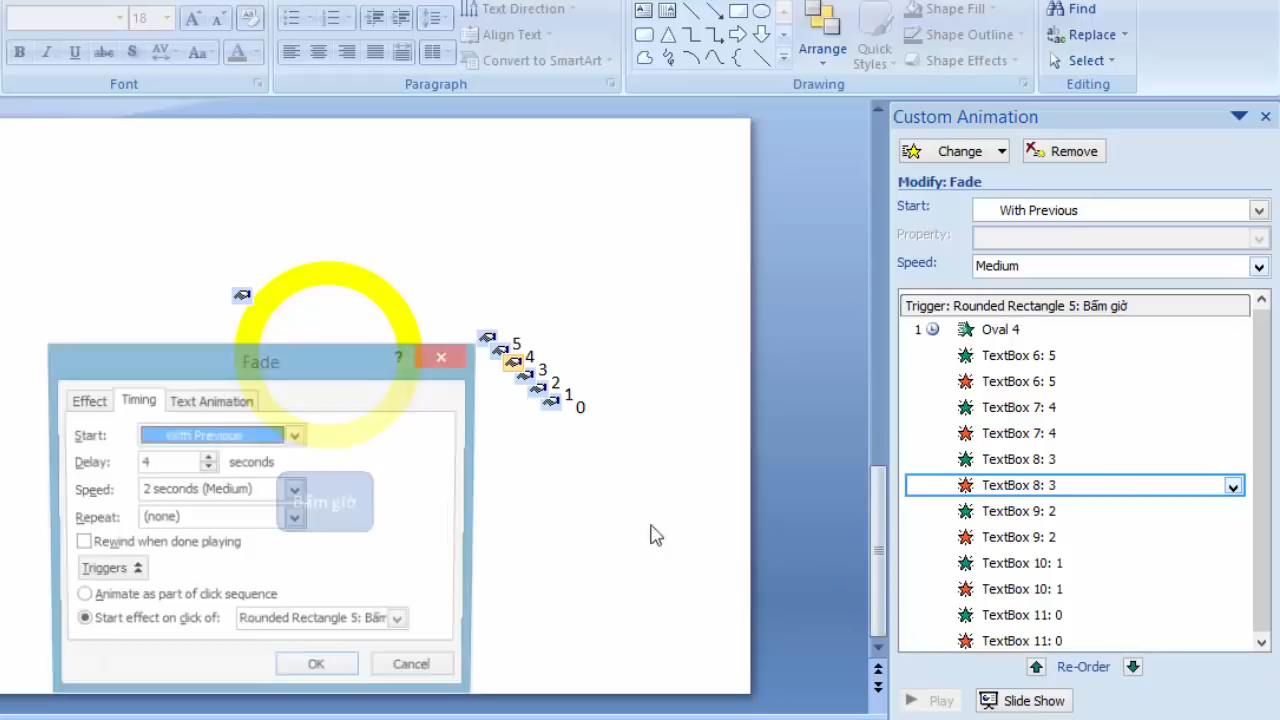 18
Text Direction
Align Text
Convert to SmartArt
B I U abc S AV Aa A
Font
Paragraph
Arrange
Quick
Styles
Shape Fill
Shape Outline
Shape Effects
Drawing
Find
Replace
Select
Editing
Custom Animation
Change
Remove
Modify: Fade
Start:
With Previous
Property:
Speed:
Medium
Trigger: Rounded Rectangle 5: Bấm giờ
1 Oval 4
TextBox 6: 5
TextBox 6: 5
TextBox 7: 4
TextBox 7: 4
TextBox 8: 3
TextBox 8: 3
TextBox 9: 2
TextBox 9: 2
TextBox 10: 1
TextBox 10: 1
TextBox 11: 0
TextBox 11: 0
Re-Order
Play
Slide Show
5
4
3
2
1
0
Fade
?
Effect
Timing
Text Animation
Start:
With Previous
Delay:
4
seconds
Speed:
2 seconds (Medium)
Repeat:
(none)
Bấm giờ
Rewind when done playing
Triggers
Animate as part of click sequence
Start effect on click of:
Rounded Rectangle 5: Bấm
OK
Cancel